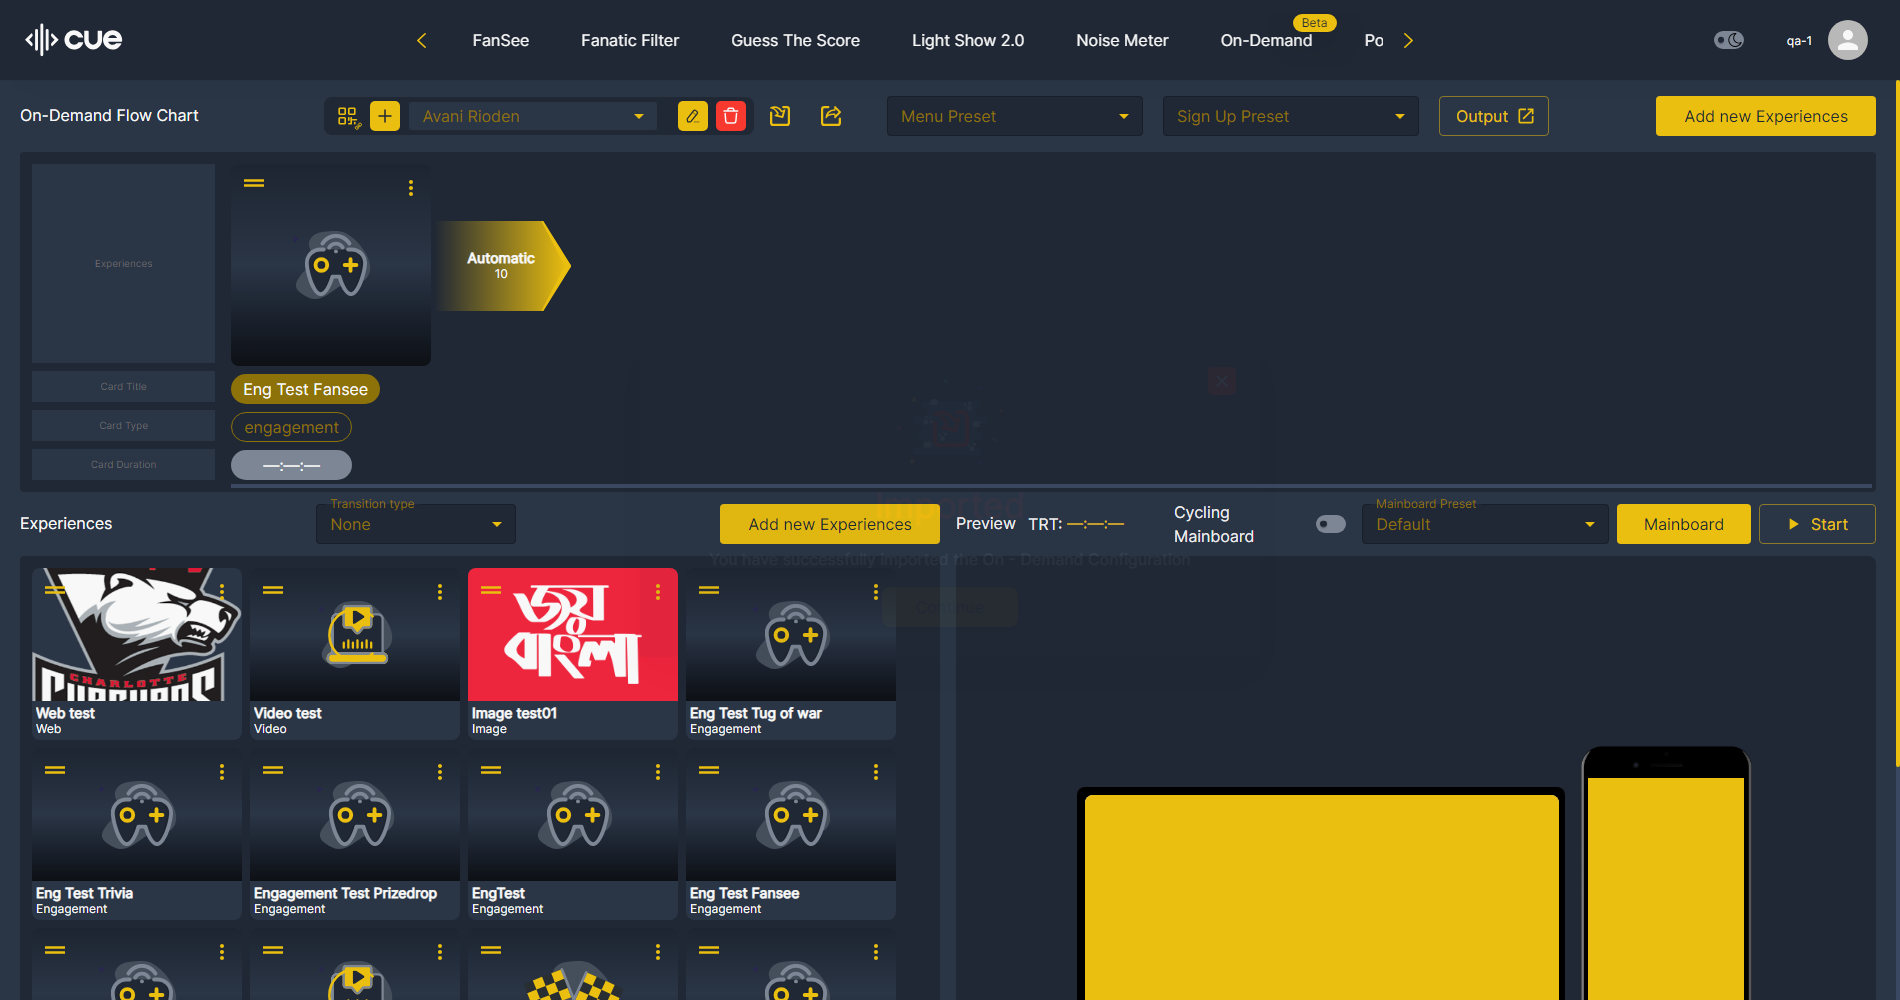 cue
FanSee
Fanatic Filter
Guess The Score
Light Show 2.0
Noise Meter
On-Demand
Beta
Po
qa-1
On-Demand Flow Chart
Avani Rioden
Menu Preset
Sign Up Preset
Output
Add new Experiences
Experiences
Automatic
10
Card Title
Eng Test Fansee
Card Type
engagement
Card Duration
—:—:—
Imported
You have successfully imported the On - Demand Configuration
Continue
Experiences
Transition type
None
Add new Experiences
Preview
TRT: —:—:—
Cycling
Mainboard
Mainboard Preset
Default
Mainboard
Start
CHARLOTTE
Web test
Web
Video test
Video
জয়
বাংলা
Image test01
Image
Eng Test Tug of war
Engagement
Eng Test Trivia
Engagement
Engagement Test Prizedrop
Engagement
EngTest
Engagement
Eng Test Fansee
Engagement